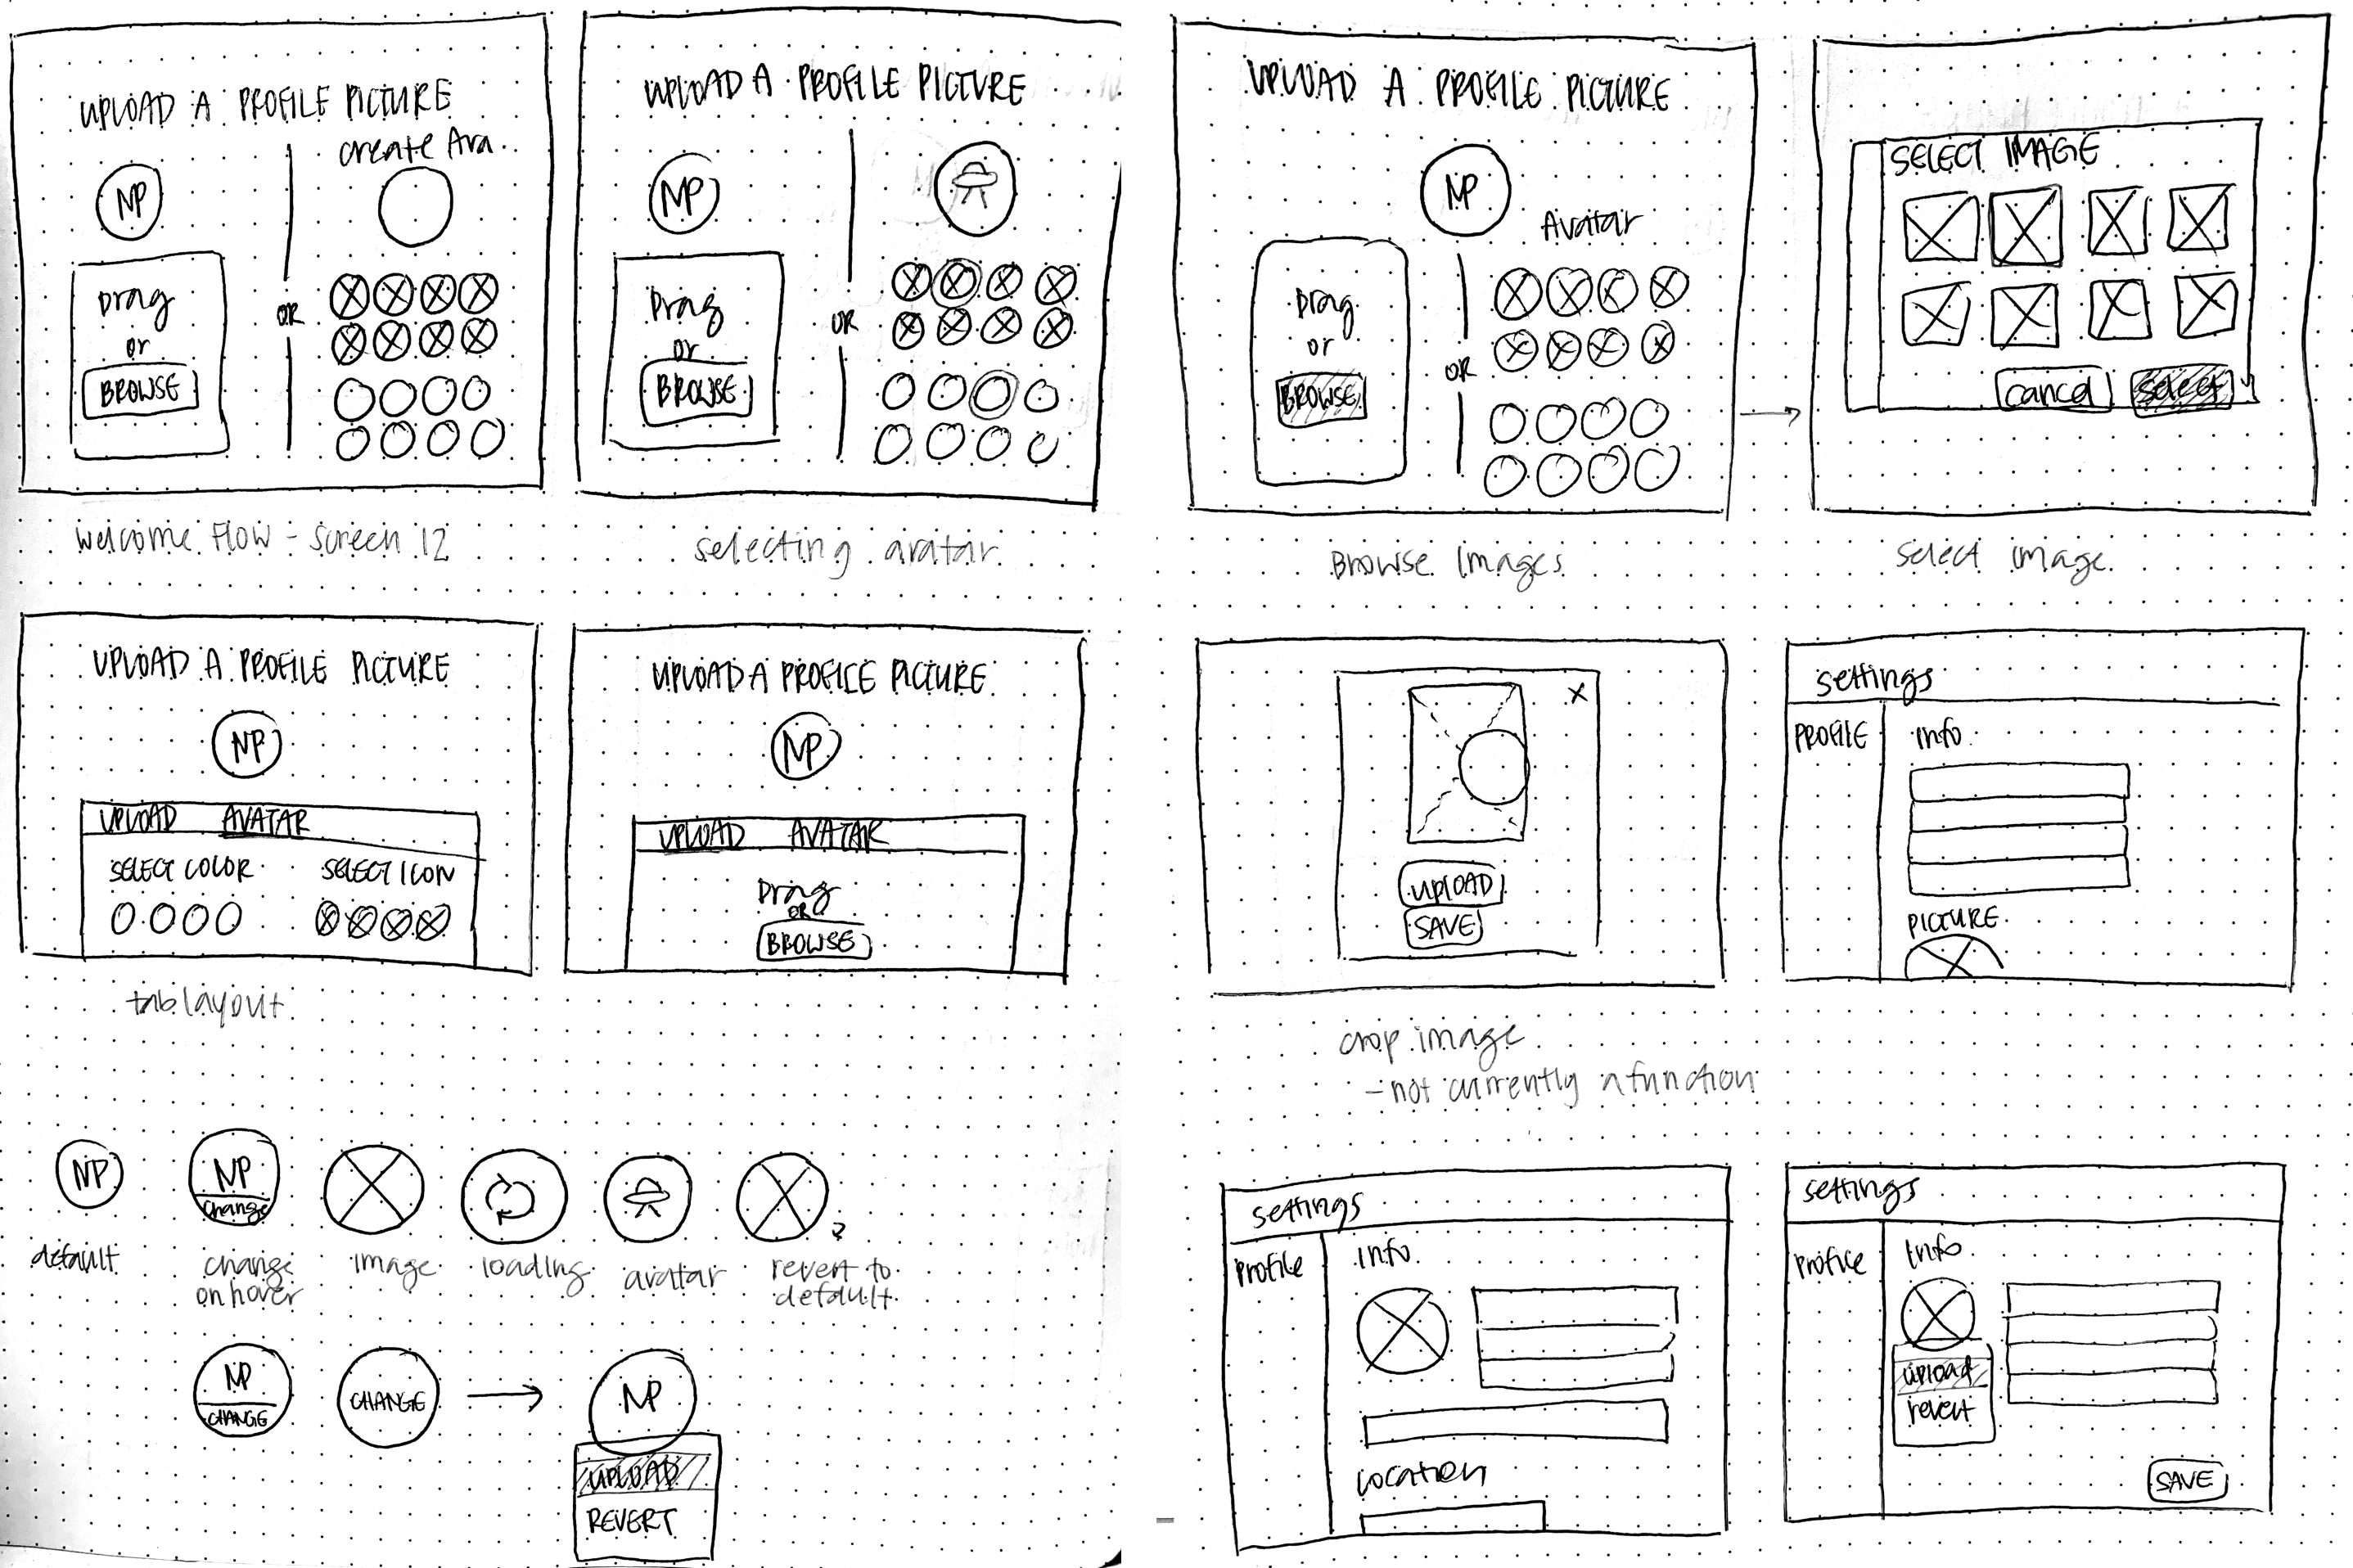 UPLOAD A PROFILE PICTURE
create Ava..
NP
Drag
or
BROWSE
OR
welcome flow - screen 12
UPLOAD A PROFILE PICTURE
NP
Drag
or
BROWSE
OR
selecting avatar
UPLOAD A PROFILE PICTURE
NP
Avatar
Drag
or
BROWSE
OR
Browse images
SELECT IMAGE
cancel
select
select image
UPLOAD A PROFILE PICTURE
NP
UPLOAD AVATAR
SELECT COLOR SELECT ICON
tab layout
UPLOAD A PROFILE PICTURE
NP
UPLOAD AVATAR
Drag
OR
BROWSE
X
UPLOAD
SAVE
crop image
- not currently a function
settings
PROFILE
info
PICTURE
NP
default
NP
change
change
on hover
image
loading
avatar
?
revert to
default
NP
CHANGE
CHANGE
NP
UPLOAD
REVERT
settings
profile
info
location
settings
profile
info
upload
revert
SAVE